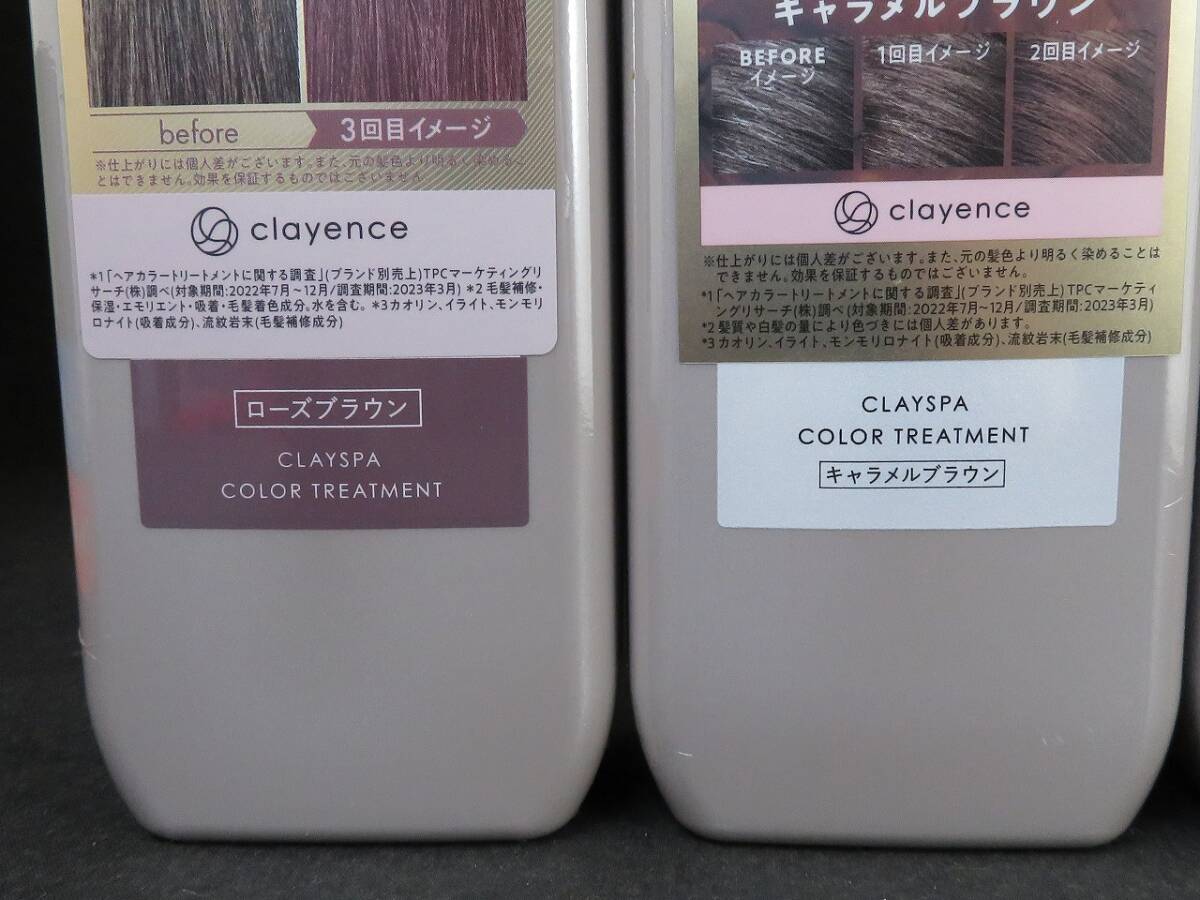 before
3回目イメージ
※仕上がりには個人差がございます。また、元の髪色より明るく染めるこ
とはできません。効果を保証するものではございません
clayence
*1「ヘアカラートリートメントに関する調査」(ブランド別売上)TPCマーケティングリ
サーチ(株)調べ(対象期間:2022年7月〜12月/調査期間:2023年3月) *2 毛髪補修・
保湿・エモリエント・吸着・毛髪着色成分。水を含む。*3カオリン、イライト、モンモリ
ロナイト(吸着成分)、流紋岩末(毛髪補修成分)
ローズブラウン
CLAYSPA
COLOR TREATMENT
キャラメルブラウン
BEFORE
イメージ
1回目イメージ
2回目イメージ
clayence
※仕上がりには個人差がございます。また、元の髪色より明るく染めることは
できません。効果を保証するものではございません。
*1「ヘアカラートリートメントに関する調査」(ブランド別売上)TPCマーケティ
ングリサーチ(株)調べ(対象期間:2022年7月〜12月/調査期間:2023年3月)
*2 髪質や白髪の量により色づきには個人差があります。
*3カオリン、イライト、モンモリロナイト(吸着成分)、流紋岩末(毛髪補修成分)
CLAYSPA
COLOR TREATMENT
キャラメルブラウン